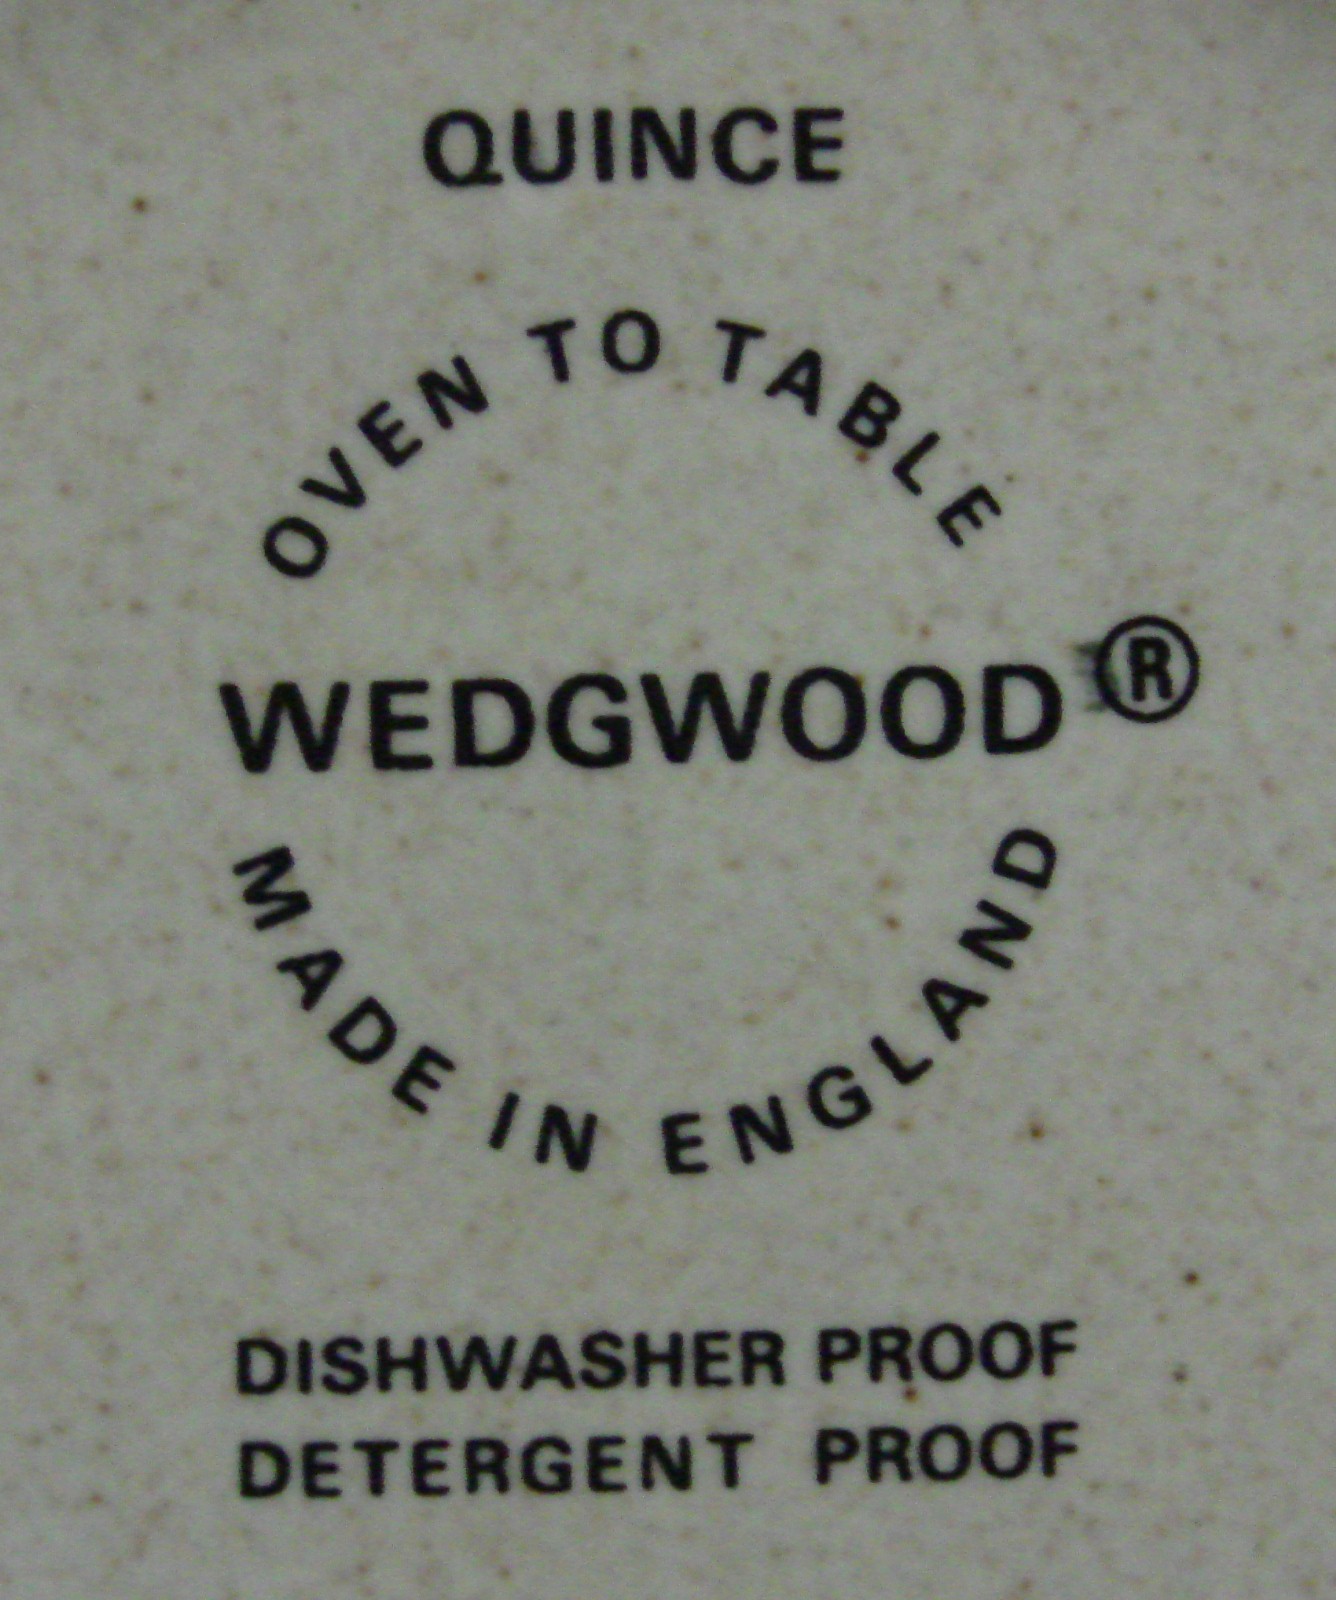 QUINCE
OVEN TO TABLE
WEDGWOOD®
MADE IN ENGLAND
DISHWASHER PROOF
DETERGENT PROOF